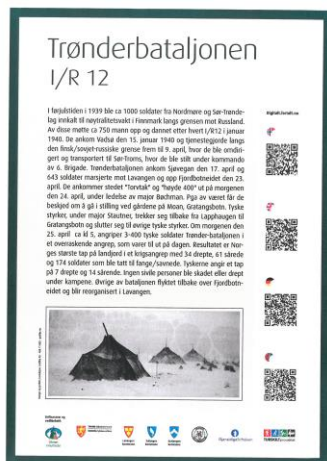 Trønderbataljonen
I/R 12
I førjulstiden i 1939 ble ca 1000 soldater fra Nordmøre og Sør-Trønde-
lag innkalt til nøytralitetsvakt i Finnmark langs grensen mot Russland.
Av disse møtte ca 750 mann opp og dannet etter hvert I/R12 i januar
1940. De ankom Vadsø den 15. januar 1940 og tjenestegjorde langs
den finsk/sovjet-russiske grense frem til 9. april, hvor de ble omdiri-
gert og transportert til Sør-Troms, hvor de ble stilt under kommando
av 6. Brigade. Trønderbataljonen ankom Sjøvegan den 17. april og
643 soldater marsjerte mot Lavangen og opp Fjordbotneidet den 23.
april. De ankommer stedet "Torvtak" og "høyde 400" ut på morgenen
den 24. april, under ledelse av major Bødtman. Pga av været får de
beskjed om å gå i stilling ved gårdene på Moan, Gratangsbotn. Tyske
styrker, under major Stautner, trekker seg tilbake fra Lapphaugen til
Gratangsbotn og slutter seg til øvrige tyske styrker. Om morgenen den
25. april ca kl 5, angriper 3-400 tyske soldater Trønder-bataljonen i
et overraskende angrep, som varer til ut på dagen. Resultatet er Nor-
ges største tap på landjord i et krigsangrep med 34 drepte, 61 sårede
og 174 soldater som ble tatt til fange/savnede. Tyskerne angir et tap
på 7 drepte og 14 sårende. Ingen sivile personer ble skadet eller drept
under kampene. Øvrige av bataljonen flyktet tilbake over Fjordbotn-
eidet og blir reorganisert i Lavangen.